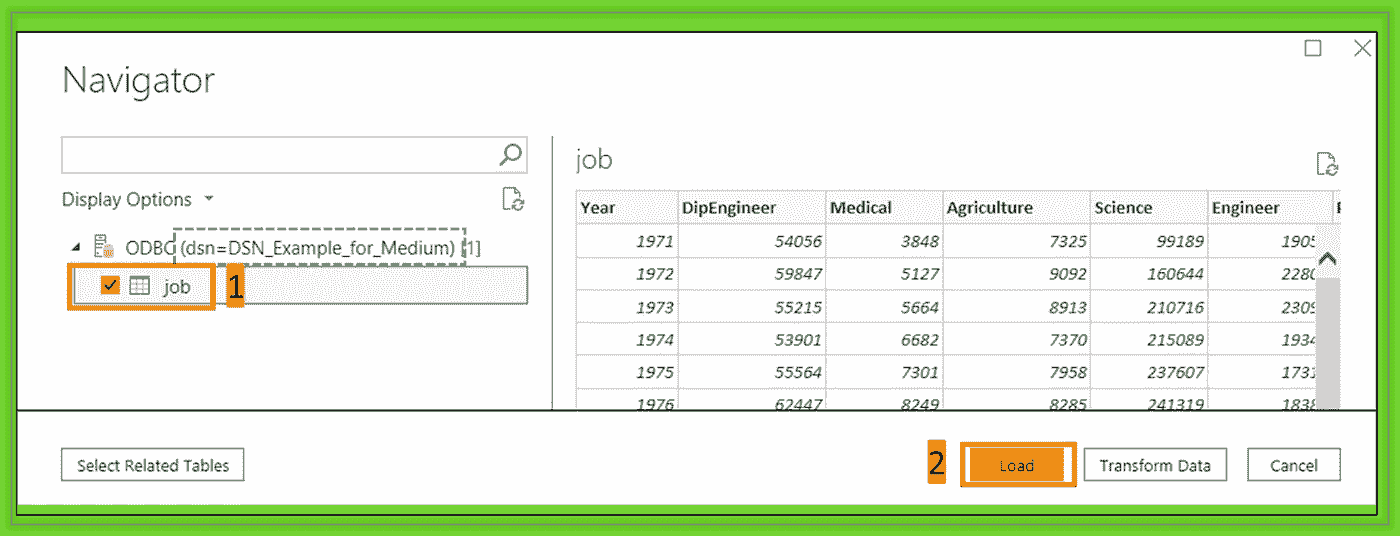 Navigator
Display Options
ODBC (dsn=DSN_Example_for_Medium) [1]
job 1
job
Year DipEngineer Medical Agriculture Science Engineer
1971 54056 3848 7325 99189 1905
1972 59847 5127 9092 160644 2280
1973 55215 5664 8913 210716 2309
1974 53901 6682 7370 215089 1934
1975 55564 7301 7958 237607 1731
1976 62447 8249 8285 241319 1838
Select Related Tables 2 Load Transform Data Cancel